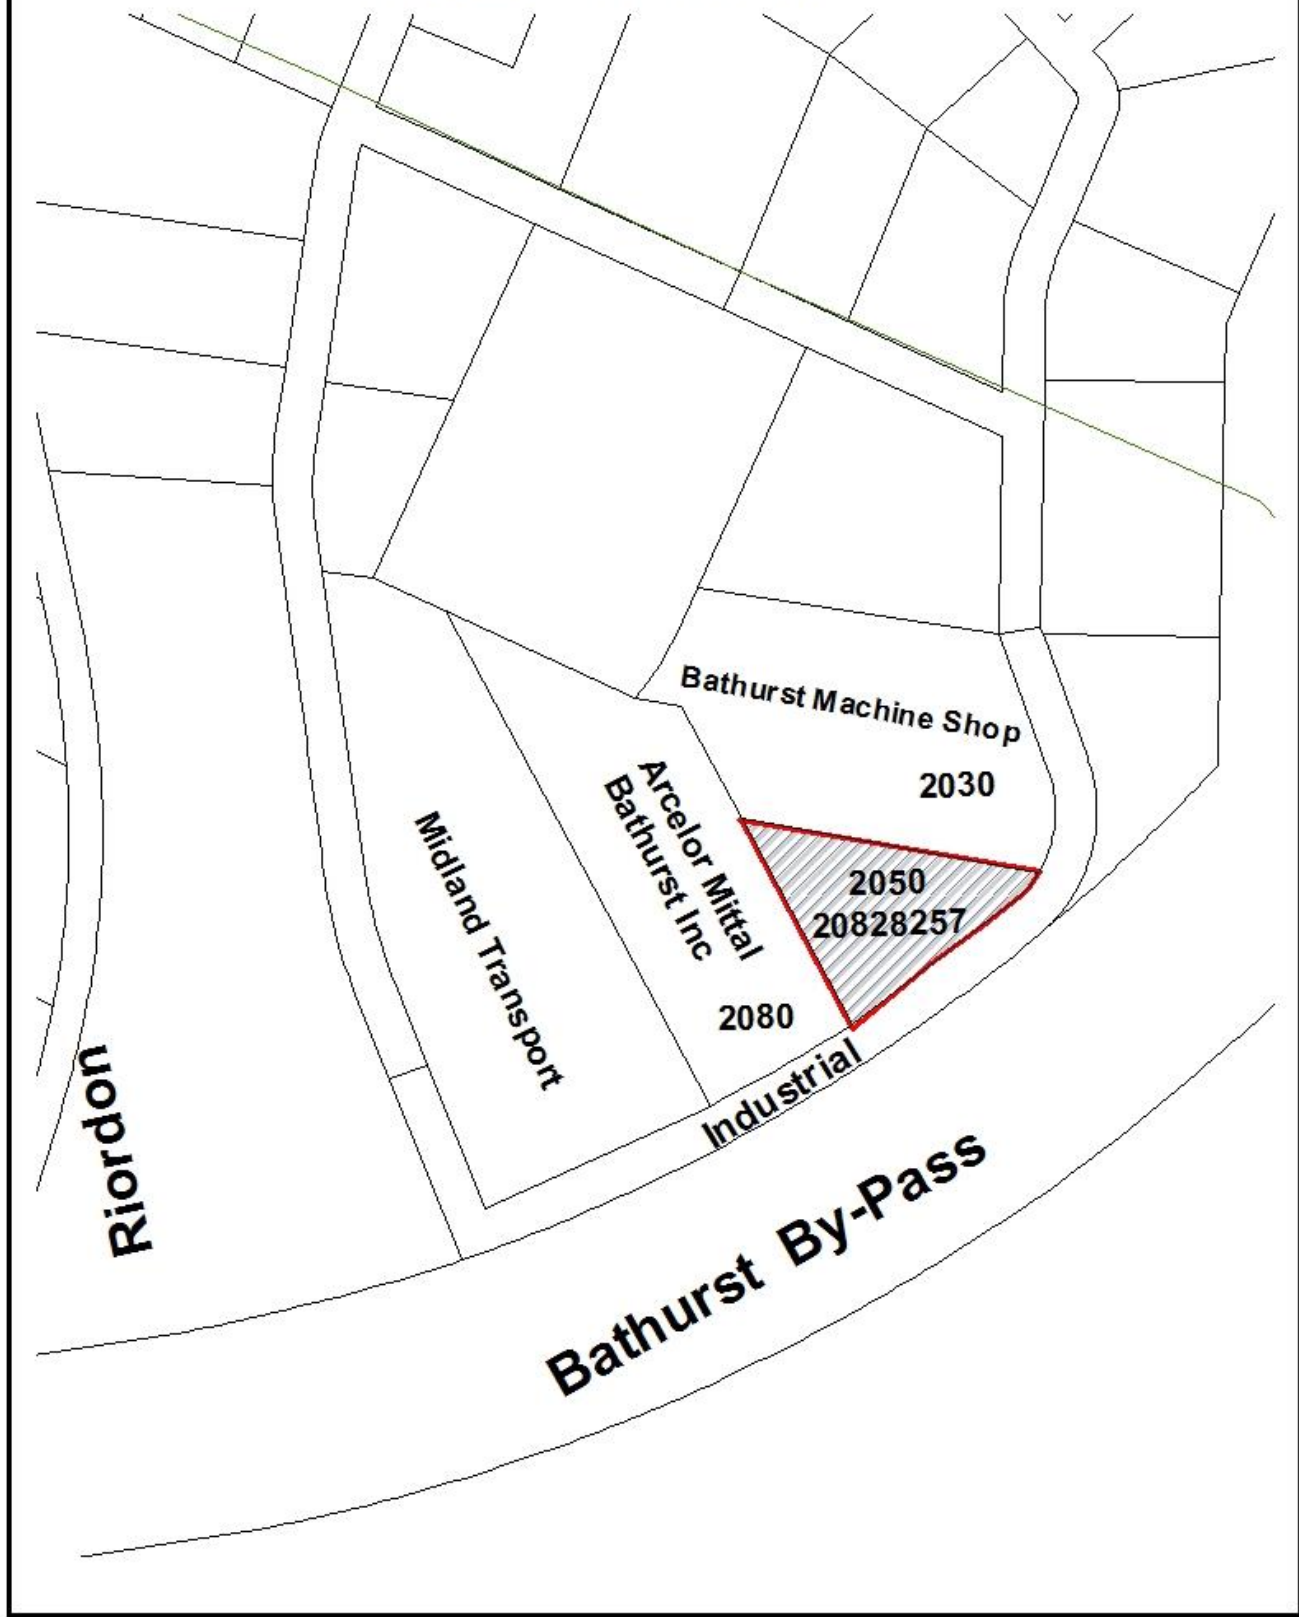 Bathurst Machine Shop
2030
Arcelor Mittal
Bathurst Inc
2050
20828257
Midland Transport
2080
Industrial
Riordon
Bathurst By-Pass